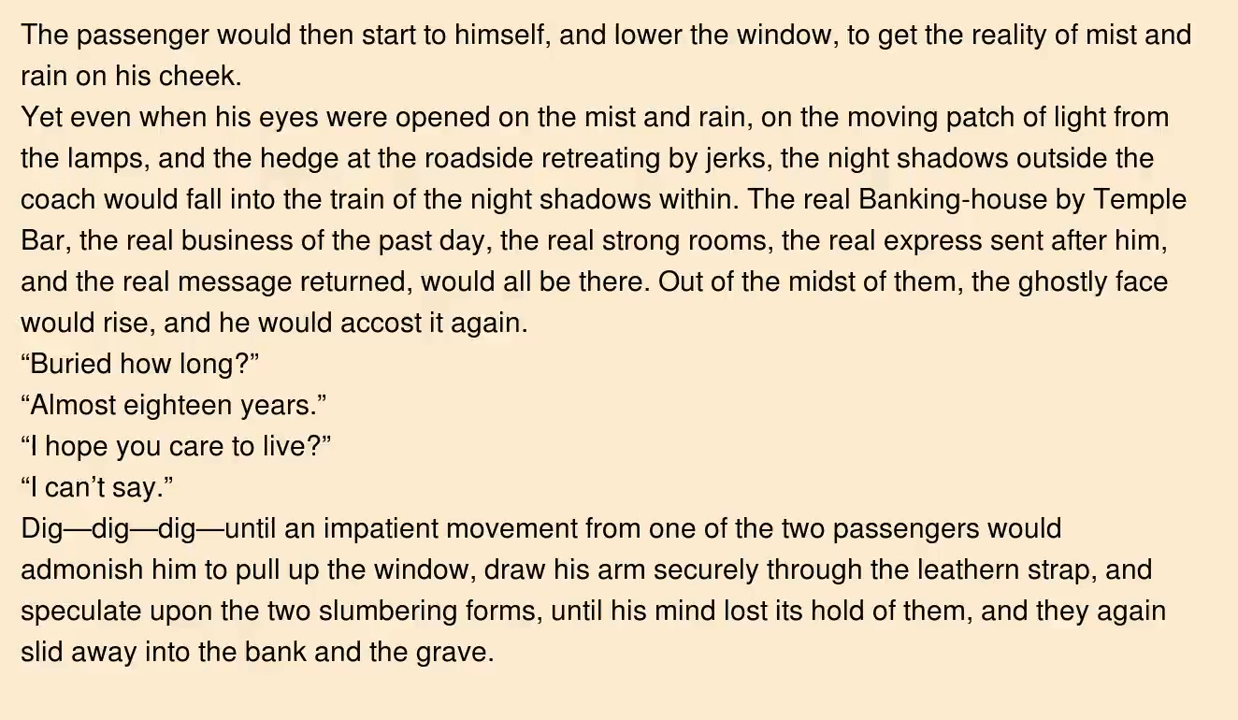 The passenger would then start to himself, and lower the window, to get the reality of mist and
rain on his cheek.
Yet even when his eyes were opened on the mist and rain, on the moving patch of light from
the lamps, and the hedge at the roadside retreating by jerks, the night shadows outside the
coach would fall into the train of the night shadows within. The real Banking-house by Temple
Bar, the real business of the past day, the real strong rooms, the real express sent after him,
and the real message returned, would all be there. Out of the midst of them, the ghostly face
would rise, and he would accost it again.
“Buried how long?”
“Almost eighteen years.”
“I hope you care to live?”
“I can’t say.”
Dig—dig—dig—until an impatient movement from one of the two passengers would
admonish him to pull up the window, draw his arm securely through the leathern strap, and
speculate upon the two slumbering forms, until his mind lost its hold of them, and they again
slid away into the bank and the grave.